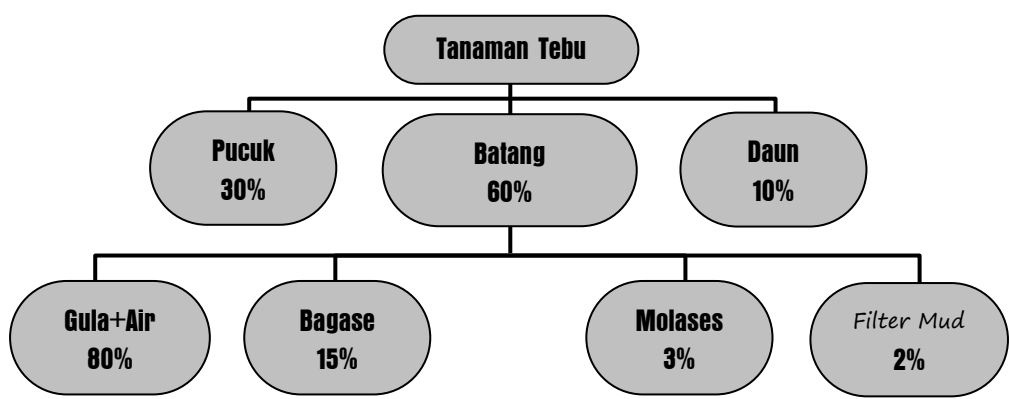 Tanaman Tebu
Pucuk
30%
Batang
60%
Daun
10%
Gula+Air
80%
Bagase
15%
Molases
3%
Filter Mud
2%